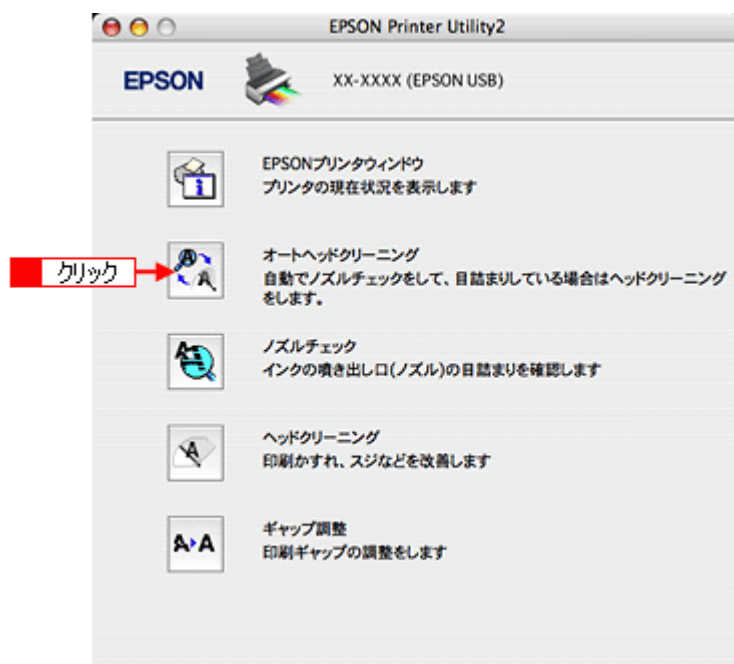 EPSON Printer Utility2
EPSON
XX-XXXX (EPSON USB)
EPSONプリンタウィンドウ
プリンタの現在状況を表示します
クリック
オートヘッドクリーニング
自動でノズルチェックをして、目詰まりしている場合はヘッドクリーニング
をします。
ノズルチェック
インクの噴き出し口(ノズル)の目詰まりを確認します
ヘッドクリーニング
印刷かすれ、スジなどを改善します
ギャップ調整
印刷ギャップの調整をします